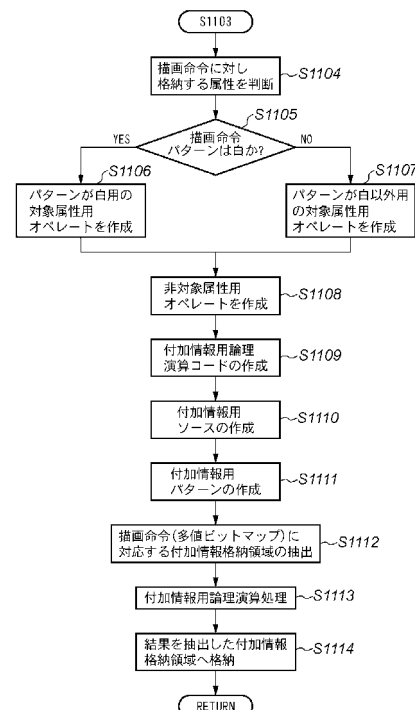 S1103
描画命令に対し
格納する属性を判断
S1104
S1105
描画命令
パターンは白か?
YES
NO
S1106
パターンが白用の
対象属性用
オペレートを作成
S1107
パターンが白以外用
の対象属性用
オペレートを作成
非対象属性用
オペレートを作成
S1108
付加情報用論理
演算コードの作成
S1109
付加情報用
ソースの作成
S1110
付加情報用
パターンの作成
S1111
描画命令(多値ビットマップ)に
対応する付加情報格納領域の抽出
S1112
付加情報用論理演算処理
S1113
結果を抽出した付加情報
格納領域へ格納
S1114
RETURN